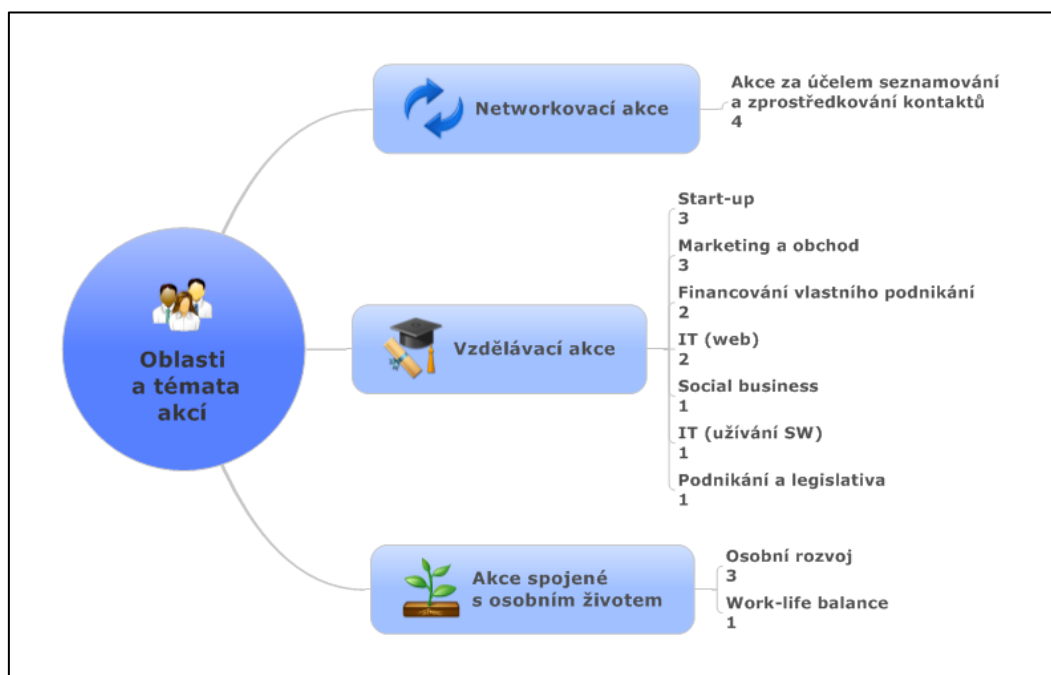 Networkovací akce
Akce za účelem seznamování
a zprostředkování kontaktů
4
Oblasti
a témata
akcí
Vzdělávací akce
Start-up
3
Marketing a obchod
3
Financování vlastního podnikání
2
IT (web)
2
Social business
1
IT (užívání SW)
1
Podnikání a legislativa
1
Akce spojené
s osobním životem
Osobní rozvoj
3
Work-life balance
1